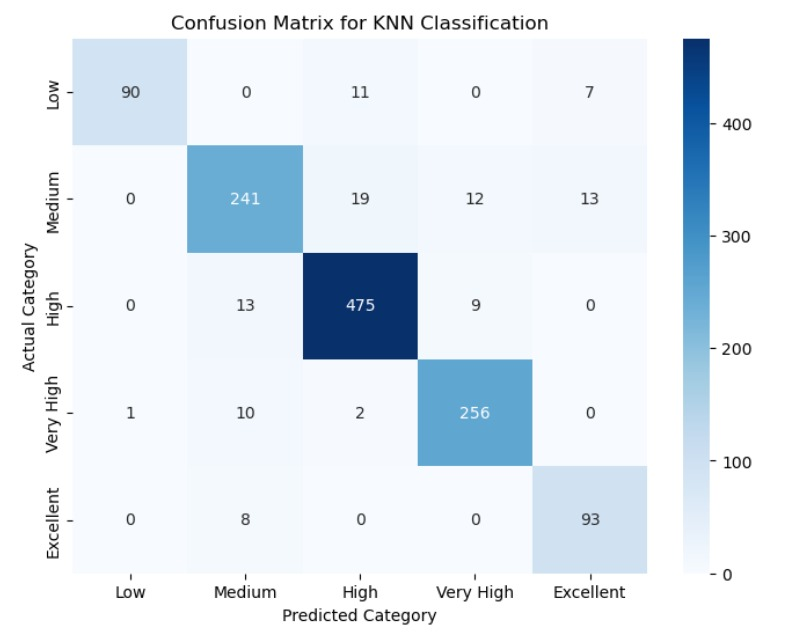 Confusion Matrix for KNN Classification
Actual Category
Low 90 0 11 0 7
Medium 0 241 19 12 13
High 0 13 475 9 0
Very High 1 10 2 256 0
Excellent 0 8 0 0 93
Low Medium High Very High Excellent
Predicted Category
400
300
200
100
0